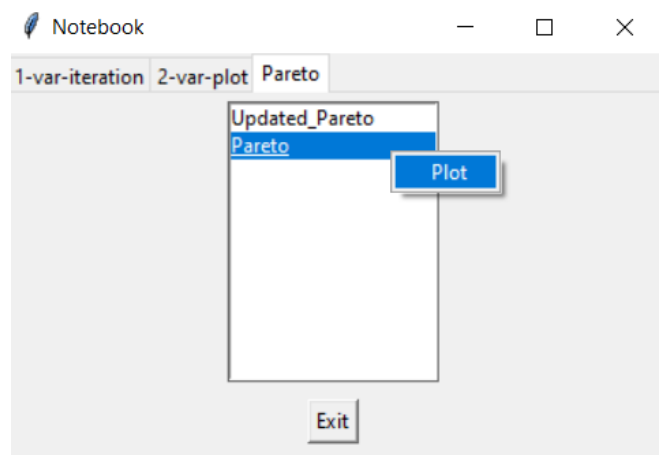 Notebook
1-var-iteration 2-var-plot Pareto
Updated_Pareto
Pareto
Plot
Exit